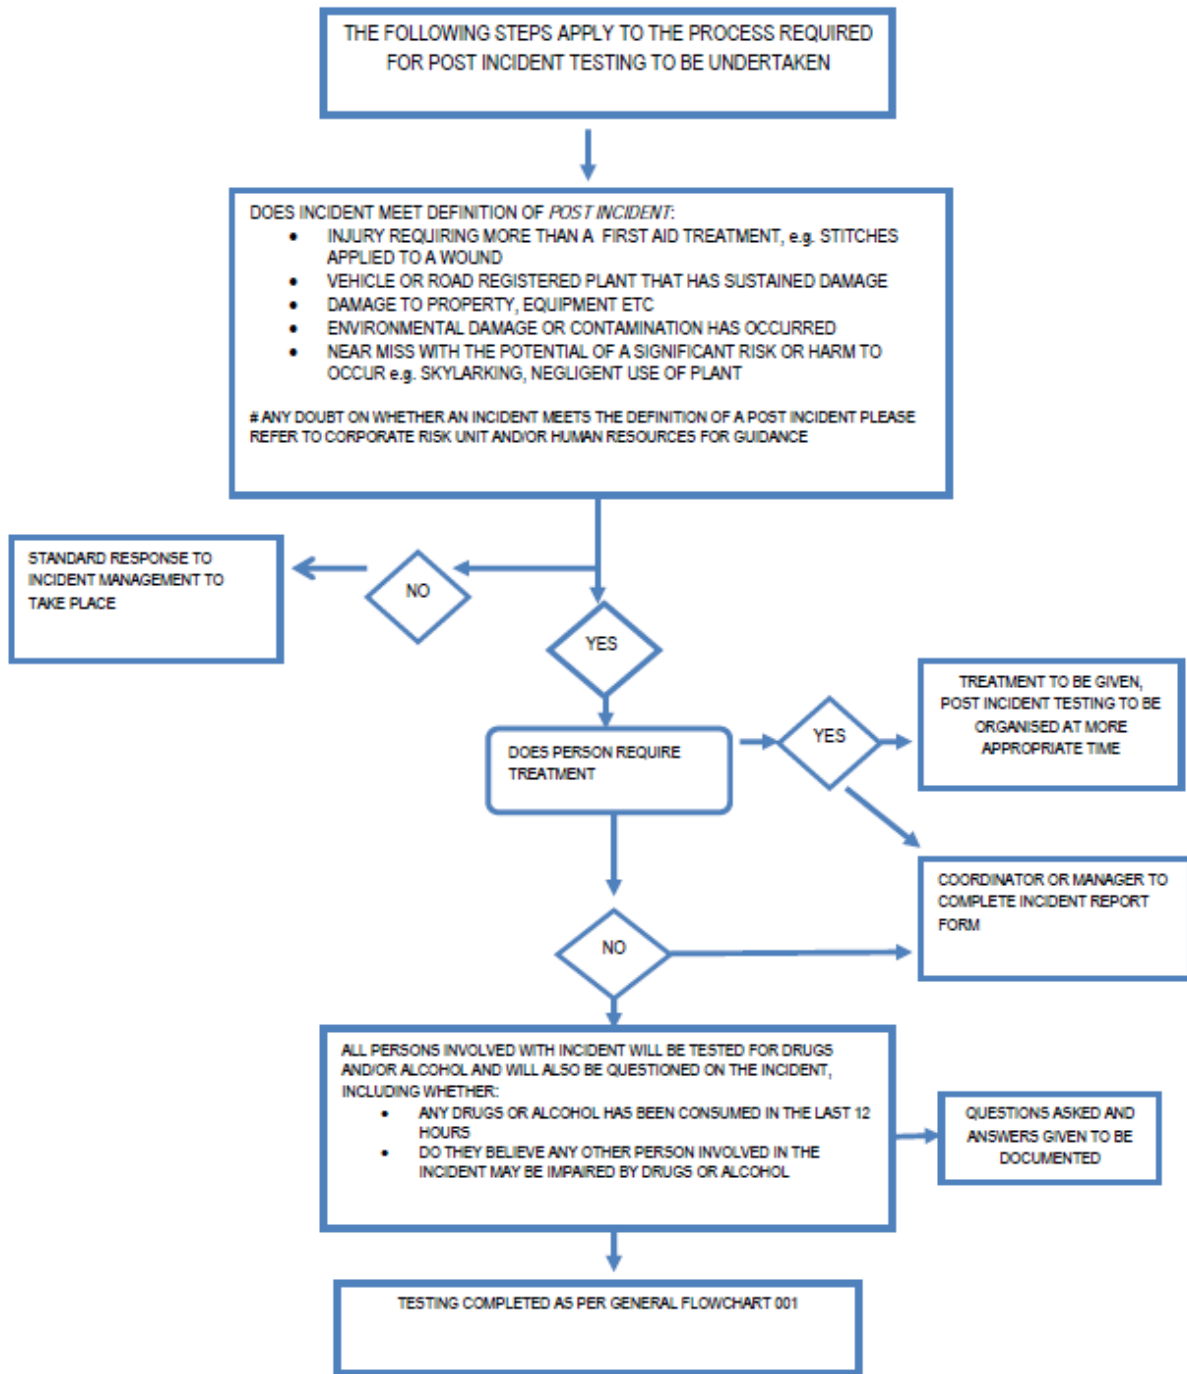 THE FOLLOWING STEPS APPLY TO THE PROCESS REQUIRED
FOR POST INCIDENT TESTING TO BE UNDERTAKEN
DOES INCIDENT MEET DEFINITION OF POST INCIDENT:
• INJURY REQUIRING MORE THAN A FIRST AID TREATMENT, e.g. STITCHES
APPLIED TO A WOUND
• VEHICLE OR ROAD REGISTERED PLANT THAT HAS SUSTAINED DAMAGE
• DAMAGE TO PROPERTY, EQUIPMENT ETC
• ENVIRONMENTAL DAMAGE OR CONTAMINATION HAS OCCURRED
• NEAR MISS WITH THE POTENTIAL OF A SIGNIFICANT RISK OR HARM TO
OCCUR e.g. SKYLARKING, NEGLIGENT USE OF PLANT
# ANY DOUBT ON WHETHER AN INCIDENT MEETS THE DEFINITION OF A POST INCIDENT PLEASE
REFER TO CORPORATE RISK UNIT AND/OR HUMAN RESOURCES FOR GUIDANCE
STANDARD RESPONSE TO
INCIDENT MANAGEMENT TO
TAKE PLACE
NO
YES
DOES PERSON REQUIRE
TREATMENT
YES
TREATMENT TO BE GIVEN,
POST INCIDENT TESTING TO BE
ORGANISED AT MORE
APPROPRIATE TIME
COORDINATOR OR MANAGER TO
COMPLETE INCIDENT REPORT
FORM
NO
ALL PERSONS INVOLVED WITH INCIDENT WILL BE TESTED FOR DRUGS
AND/OR ALCOHOL AND WILL ALSO BE QUESTIONED ON THE INCIDENT,
INCLUDING WHETHER:
• ANY DRUGS OR ALCOHOL HAS BEEN CONSUMED IN THE LAST 12
HOURS
• DO THEY BELIEVE ANY OTHER PERSON INVOLVED IN THE
INCIDENT MAY BE IMPAIRED BY DRUGS OR ALCOHOL
QUESTIONS ASKED AND
ANSWERS GIVEN TO BE
DOCUMENTED
TESTING COMPLETED AS PER GENERAL FLOWCHART 001